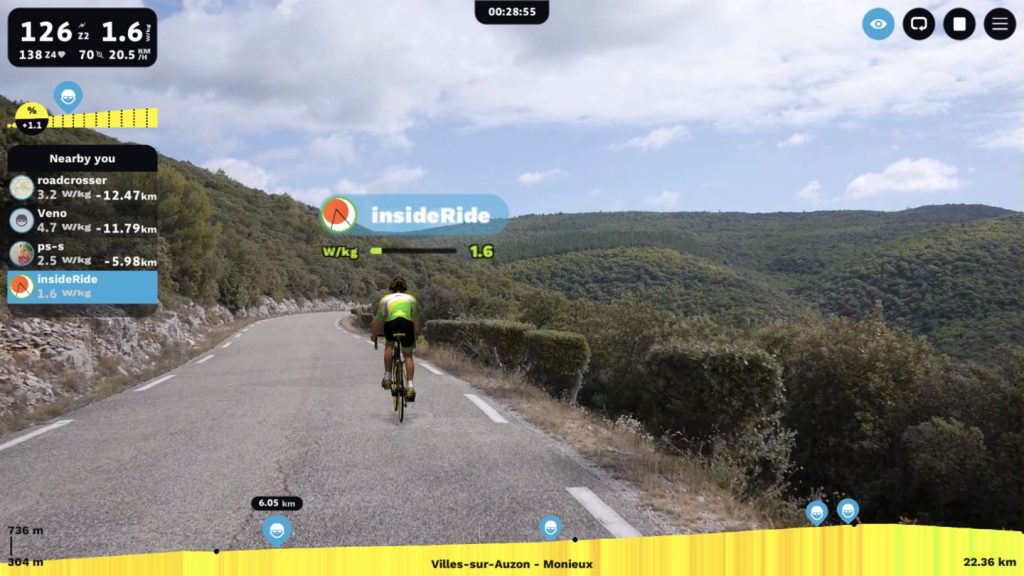 126 Z2 1.6 W/KG
138 Z4 70 20.5 KM/H
00:28:55
%
+1.1
Nearby you
roadcrosser
3.2 W/kg -12.47km
Veno
4.7 W/kg -11.79km
ps-s
2.5 W/kg -5.98km
insideRide
1.6 W/kg
insideRide
W/kg 1.6
6.05 km
736 m
304 m
Villes-sur-Auzon - Monieux
22.36 km